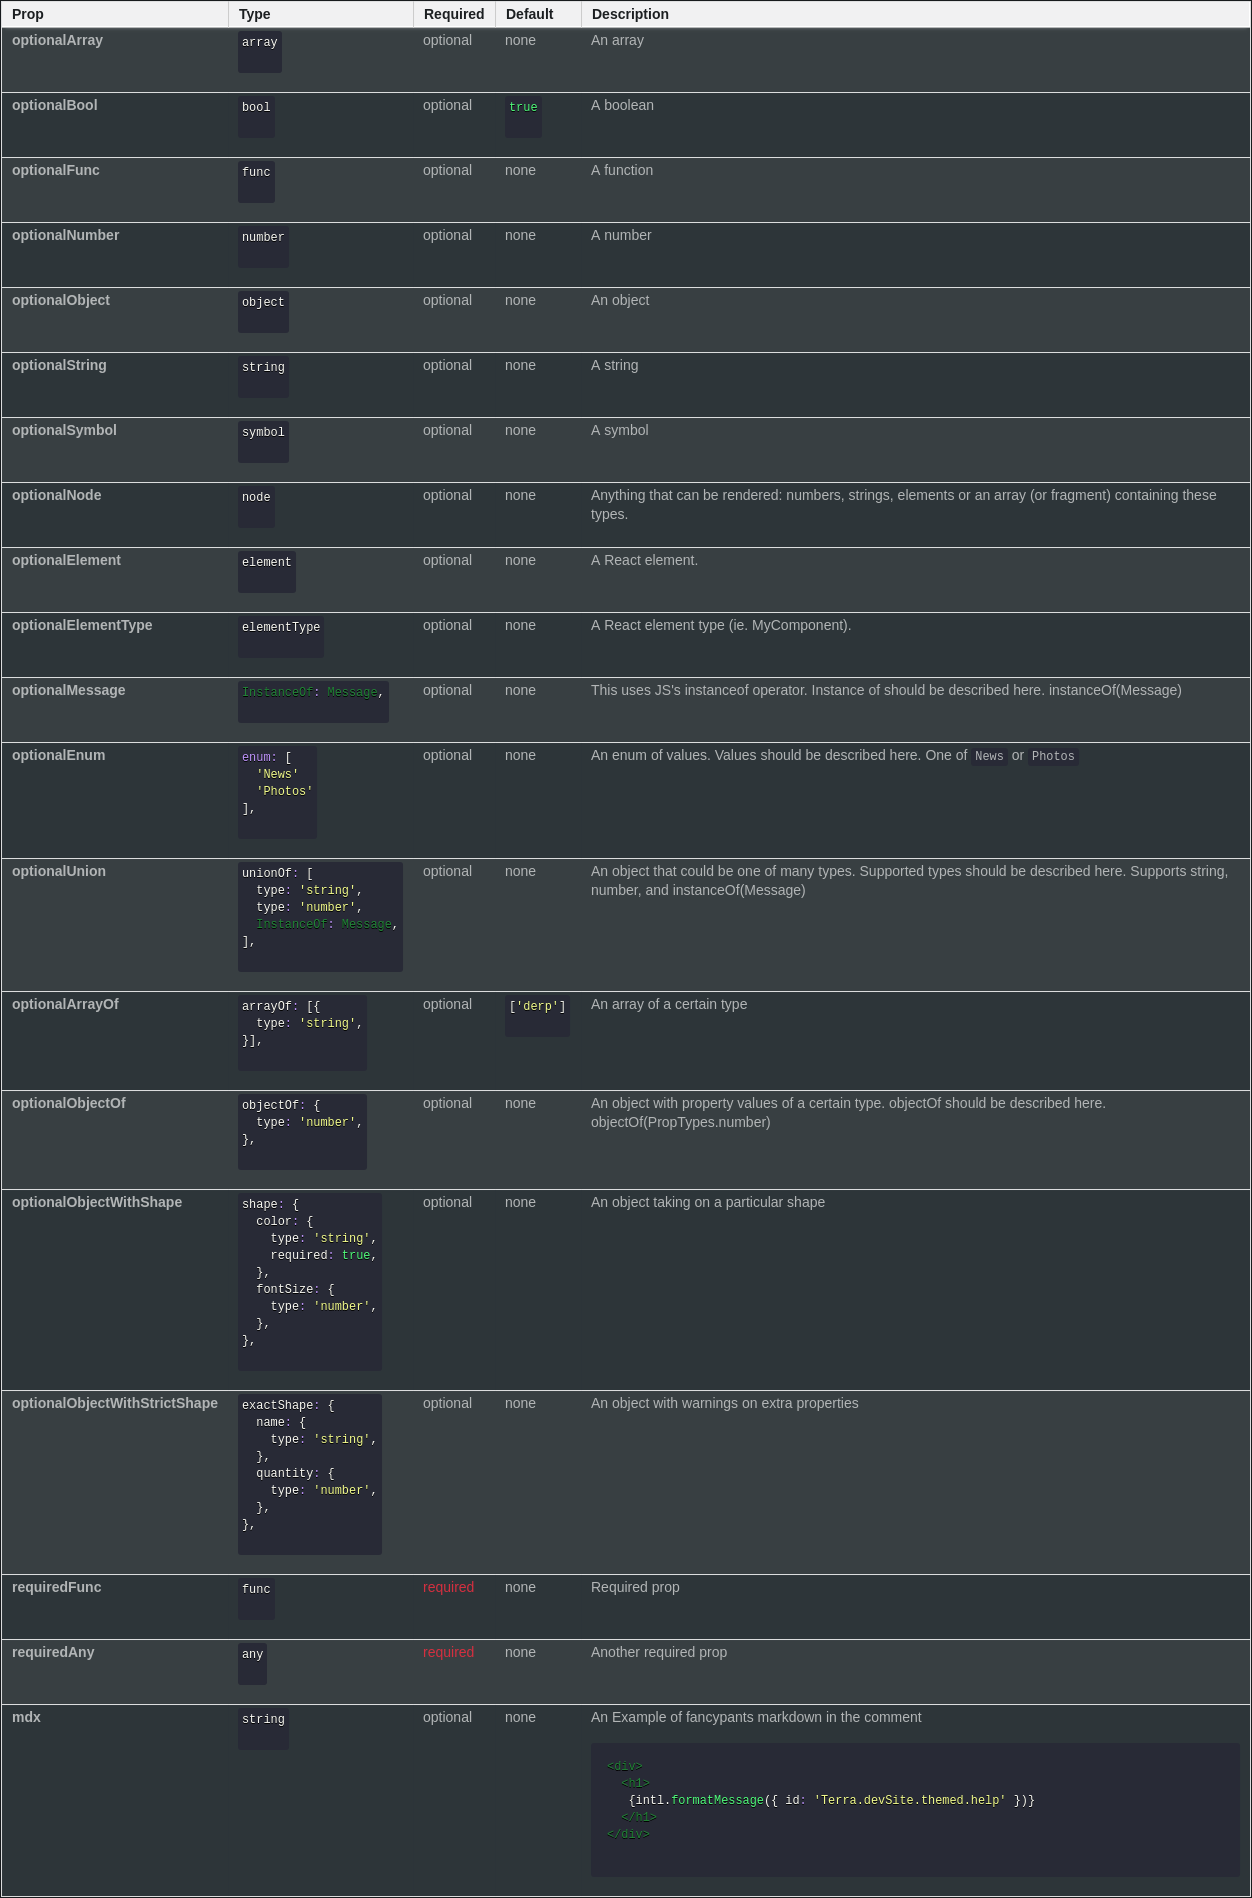 Prop Type Required Default Description
optionalArray array optional none An array
optionalBool bool optional true A boolean
optionalFunc func optional none A function
optionalNumber number optional none A number
optionalObject object optional none An object
optionalString string optional none A string
optionalSymbol symbol optional none A symbol
optionalNode node optional none Anything that can be rendered: numbers, strings, elements or an array (or fragment) containing these
types.
optionalElement element optional none A React element.
optionalElementType elementType optional none A React element type (ie. MyComponent).
optionalMessage InstanceOf: Message, optional none This uses JS's instanceof operator. Instance of should be described here. instanceOf(Message)
optionalEnum enum: [ optional none An enum of values. Values should be described here. One of News or Photos
'News'
'Photos'
],
optionalUnion unionOf: [ optional none An object that could be one of many types. Supported types should be described here. Supports string,
type: 'string', number, and instanceOf(Message)
type: 'number',
InstanceOf: Message,
],
optionalArrayOf arrayOf: [{ optional ['derp'] An array of a certain type
type: 'string',
}],
optionalObjectOf objectOf: { optional none An object with property values of a certain type. objectOf should be described here.
type: 'number', objectOf(PropTypes.number)
},
optionalObjectWithShape shape: { optional none An object taking on a particular shape
color: {
type: 'string',
required: true,
},
fontSize: {
type: 'number',
},
},
optionalObjectWithStrictShape exactShape: { optional none An object with warnings on extra properties
name: {
type: 'string',
},
quantity: {
type: 'number',
},
},
requiredFunc func required none Required prop
requiredAny any required none Another required prop
mdx string optional none An Example of fancypants markdown in the comment
<div>
<h1>
{intl.formatMessage({ id: 'Terra.devSite.themed.help' })}
</h1>
</div>